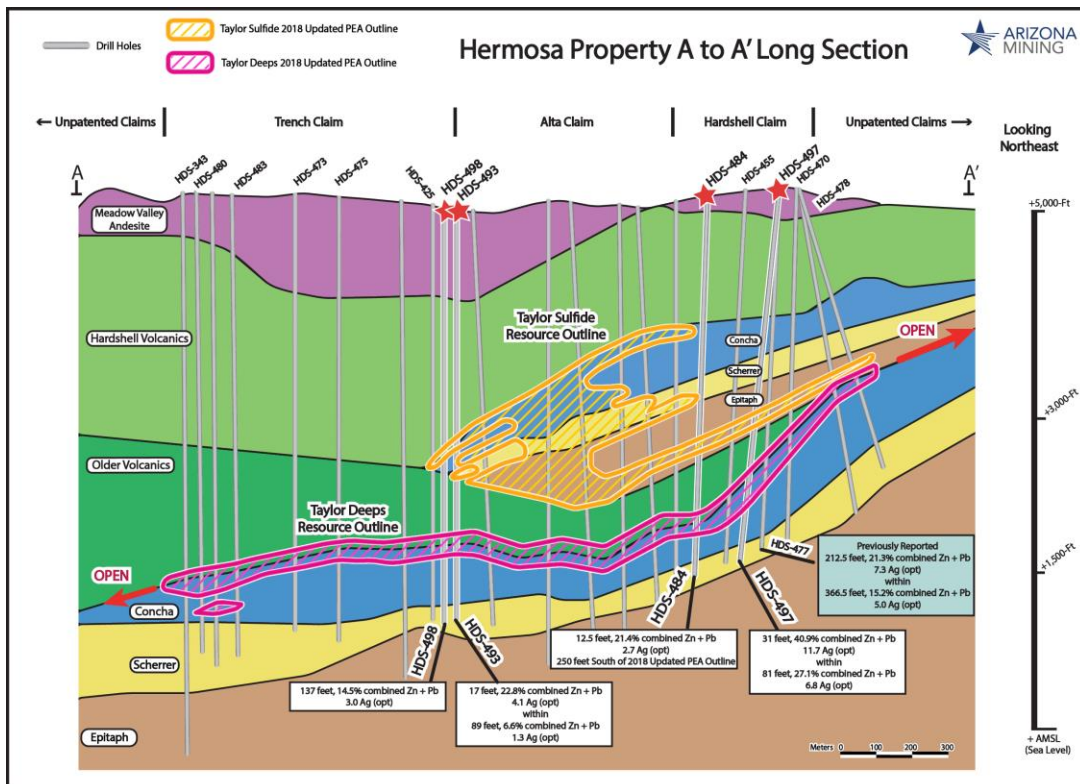 Drill Holes
Taylor Sulfide 2018 Updated PEA Outline
Taylor Deeps 2018 Updated PEA Outline
Hermosa Property A to A' Long Section
ARIZONA
MINING
← Unpatented Claims
Trench Claim
Alta Claim
Hardshell Claim
Unpatented Claims →
Looking
Northeast
A
HDS-343
HDS-480
HDS-483
HDS-473
HDS-475
HDS-425
HDS-498
HDS-493
HDS-484
HDS-455
HDS-497
HDS-470
HDS-478
A'
+5,000-Ft
Meadow Valley
Andesite
Taylor Sulfide
Resource Outline
OPEN
Hardshell Volcanics
Concha
Scherrer
Epitaph
+3,000-Ft
Older Volcanics
Taylor Deeps
Resource Outline
OPEN
Concha
Scherrer
Epitaph
HDS-498
HDS-493
HDS-484
HDS-497
HDS-477
+1,500-Ft
Previously Reported
212.5 feet, 21.3% combined Zn + Pb
7.3 Ag (opt)
within
366.5 feet, 15.2% combined Zn + Pb
5.0 Ag (opt)
12.5 feet, 21.4% combined Zn + Pb
2.7 Ag (opt)
250 feet South of 2018 Updated PEA Outline
31 feet, 40.9% combined Zn + Pb
11.7 Ag (opt)
within
81 feet, 27.1% combined Zn + Pb
6.8 Ag (opt)
137 feet, 14.5% combined Zn + Pb
3.0 Ag (opt)
17 feet, 22.8% combined Zn + Pb
4.1 Ag (opt)
within
89 feet, 6.6% combined Zn + Pb
1.3 Ag (opt)
+ AMSL
(Sea Level)
Meters 0 100 200 300